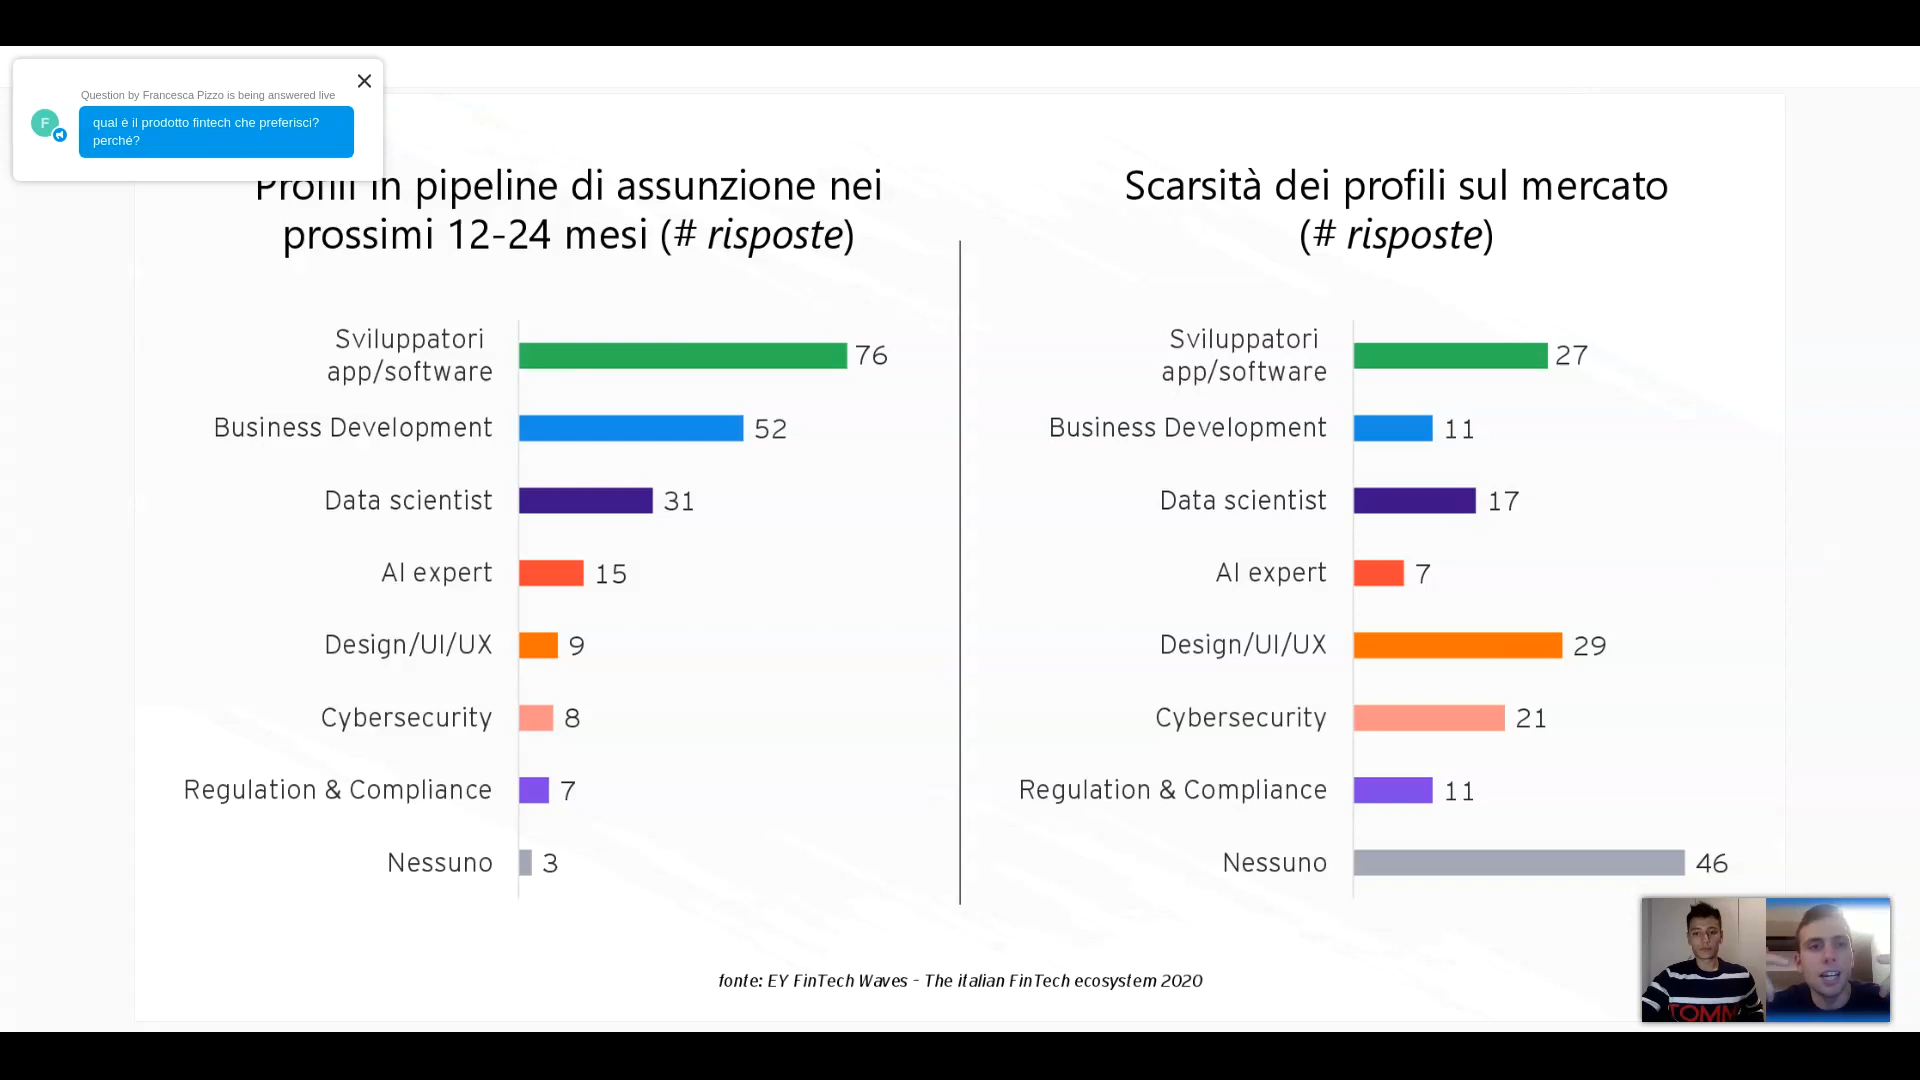 Question by Francesca Pizzo is being answered live
F
qual è il prodotto fintech che preferisci?
perché?
Profili in pipeline di assunzione nei
prossimi 12-24 mesi (# risposte)
Sviluppatori
app/software
76
Business Development
52
Data scientist
31
AI expert
15
Design/UI/UX
9
Cybersecurity
8
Regulation & Compliance
7
Nessuno
3
Scarsità dei profili sul mercato
(# risposte)
Sviluppatori
app/software
27
Business Development
11
Data scientist
17
AI expert
7
Design/UI/UX
29
Cybersecurity
21
Regulation & Compliance
11
Nessuno
46
fonte: EY FinTech Waves - The italian FinTech ecosystem 2020
TOMM